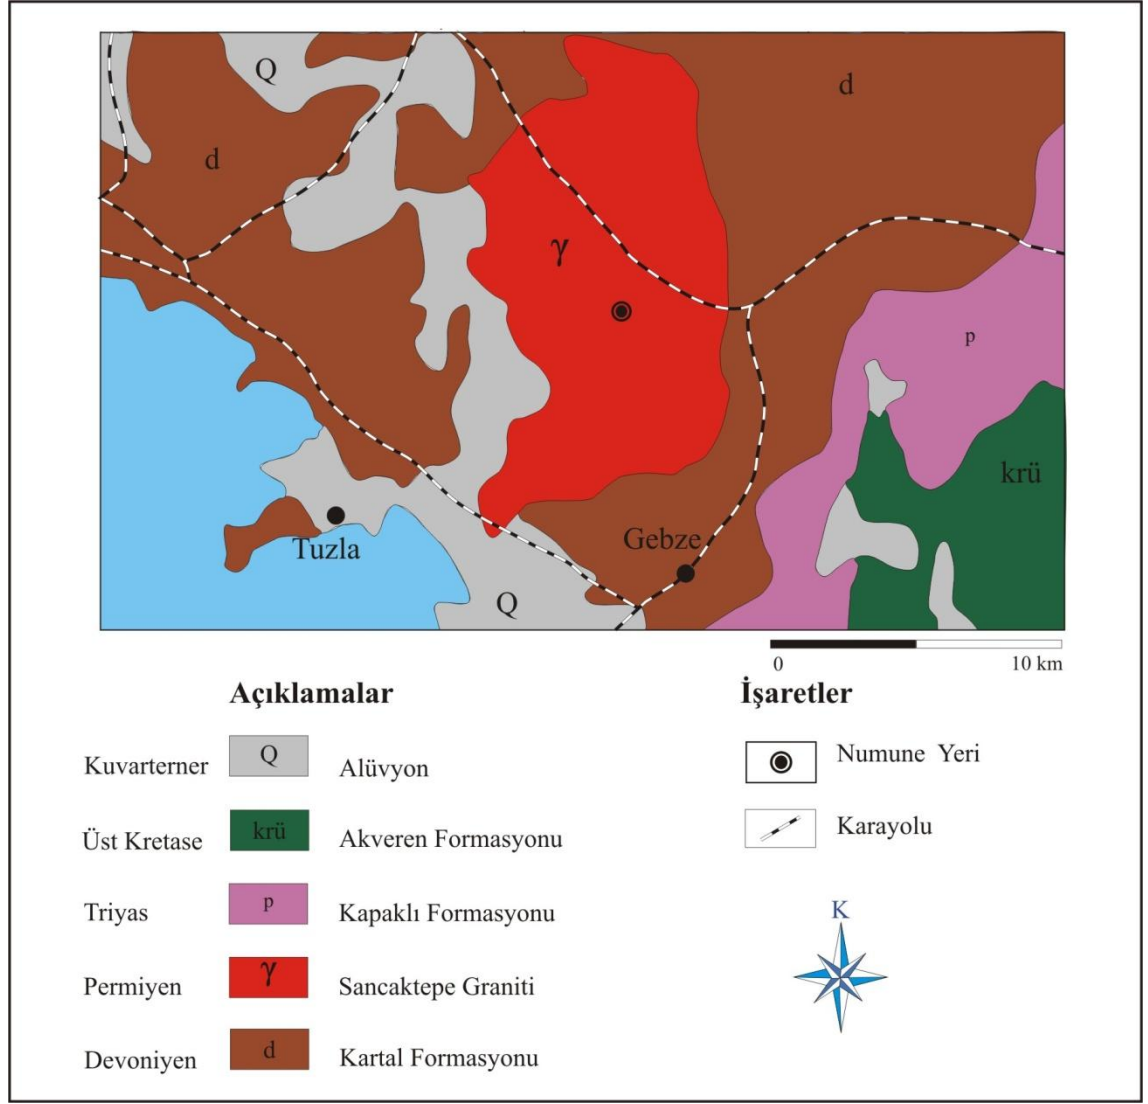 Q
d
d
γ
p
krü
Tuzla
Gebze
Q
0 10 km
Açıklamalar
İşaretler
Kuvarterner Q Alüvyon
Numune Yeri
Üst Kretase krü Akveren Formasyonu
Karayolu
Triyas p Kapaklı Formasyonu
K
Permiyen γ Sancaktepe Graniti
Devoniyen d Kartal Formasyonu